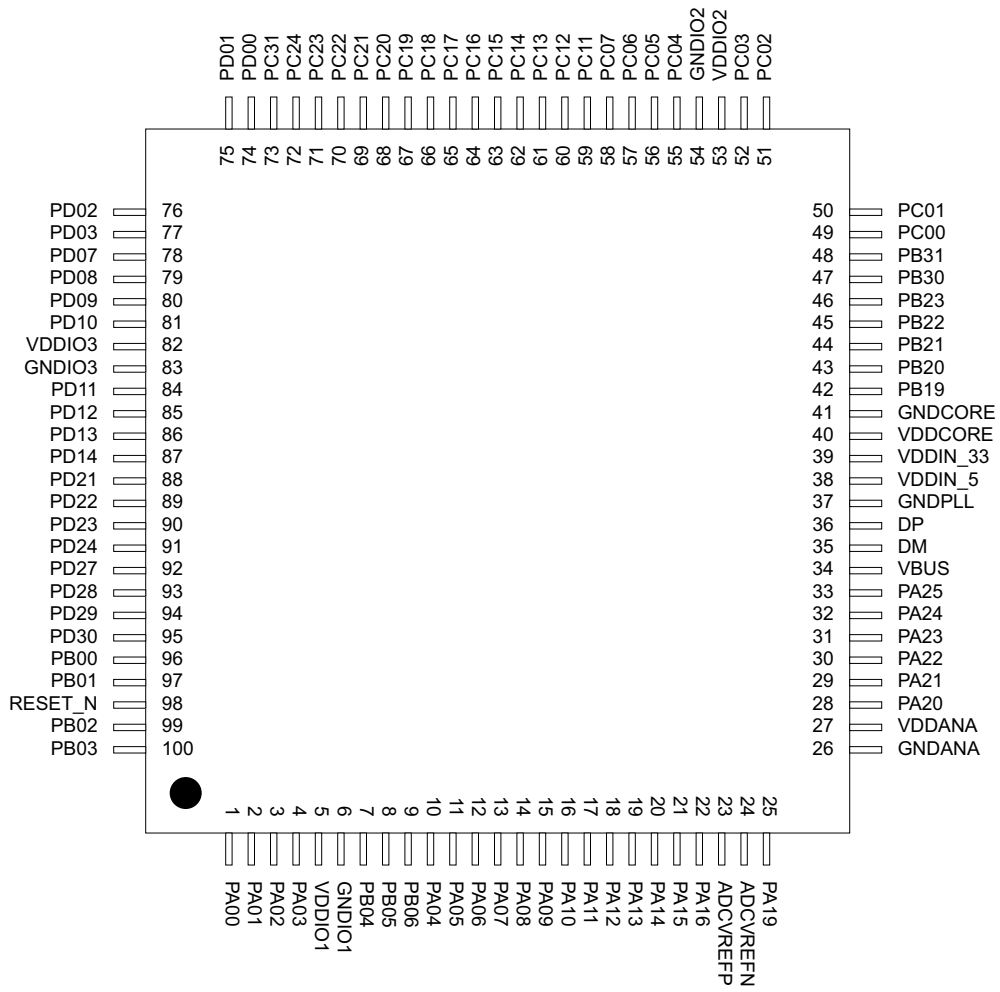 PD01 PD00 PC31 PC24 PC23 PC22 PC21 PC20 PC19 PC18 PC17 PC16 PC15 PC14 PC13 PC12 PC11 PC07 PC06 PC05 PC04 GNDIO2 VDDIO2 PC03 PC02
75 74 73 72 71 70 69 68 67 66 65 64 63 62 61 60 59 58 57 56 55 54 53 52 51
PD02 76 50 PC01
PD03 77 49 PC00
PD07 78 48 PB31
PD08 79 47 PB30
PD09 80 46 PB23
PD10 81 45 PB22
VDDIO3 82 44 PB21
GNDIO3 83 43 PB20
PD11 84 42 PB19
PD12 85 41 GNDCORE
PD13 86 40 VDDCORE
PD14 87 39 VDDIN_33
PD21 88 38 VDDIN_5
PD22 89 37 GNDPLL
PD23 90 36 DP
PD24 91 35 DM
PD27 92 34 VBUS
PD28 93 33 PA25
PD29 94 32 PA24
PD30 95 31 PA23
PB00 96 30 PA22
PB01 97 29 PA21
RESET_N 98 28 PA20
PB02 99 27 VDDANA
PB03 100 26 GNDANA
1 2 3 4 5 6 7 8 9 10 11 12 13 14 15 16 17 18 19 20 21 22 23 24 25
PA00 PA01 PA02 PA03 VDDIO1 GNDIO1 PB04 PB05 PB06 PA04 PA05 PA06 PA07 PA08 PA09 PA10 PA11 PA12 PA13 PA14 PA15 PA16 ADCVREFP ADCVREFN PA19